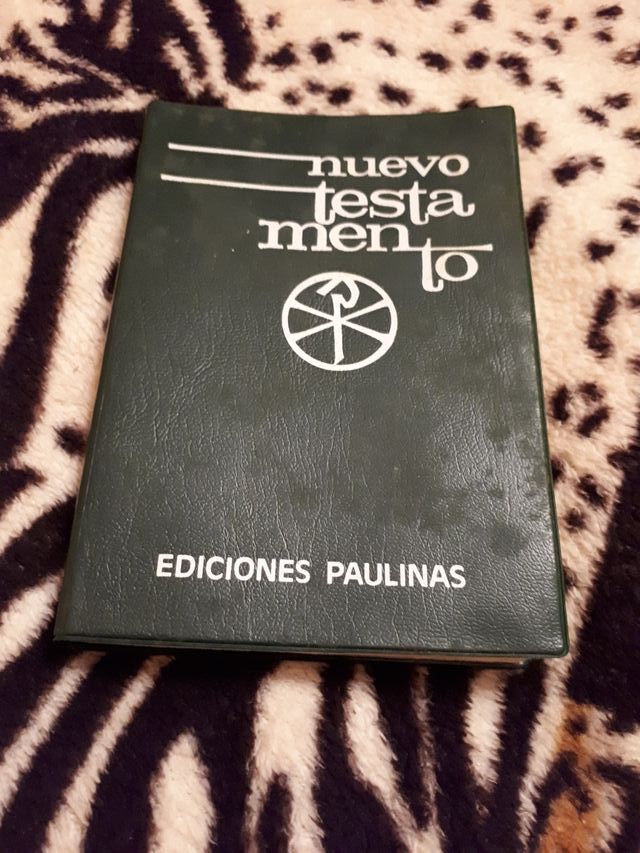 nuevo
testa
men
to
EDICIONES PAULINAS